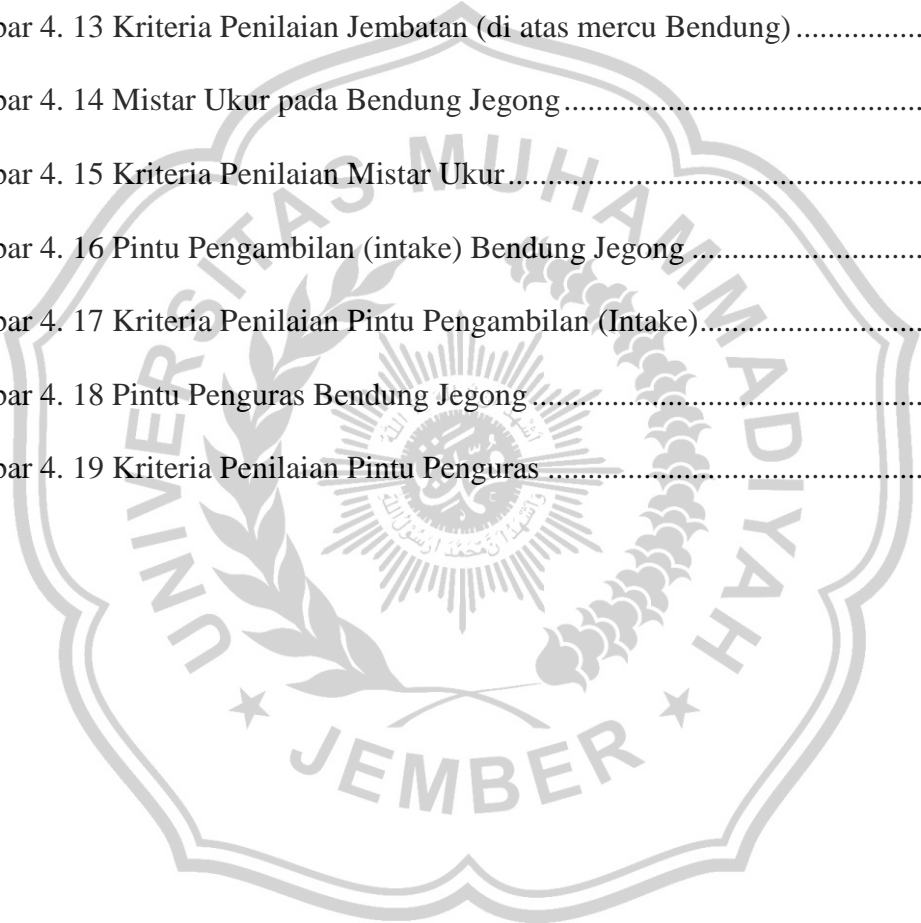 bar 4. 13 Kriteria Penilaian Jembatan (di atas mercu Bendung)................
bar 4. 14 Mistar Ukur pada Bendung Jegong................................................
bar 4. 15 Kriteria Penilaian Mistar Ukur.......................................................
bar 4. 16 Pintu Pengambilan (intake) Bendung Jegong...............................
bar 4. 17 Kriteria Penilaian Pintu Pengambilan (Intake).............................
bar 4. 18 Pintu Penguras Bendung Jegong....................................................
bar 4. 19 Kriteria Penilaian Pintu Penguras..................................................
UNIVERSITAS MUHAMMADIYAH
JEMBER